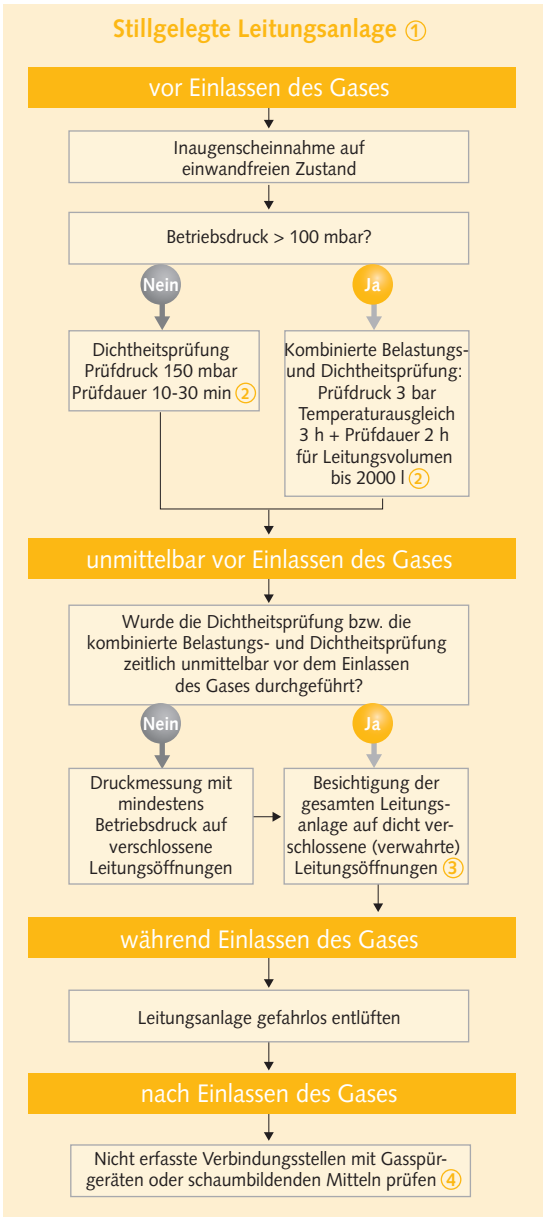 Stillgelegte Leitungsanlage ①
vor Einlassen des Gases
Inaugenscheinnahme auf
einwandfreien Zustand
Betriebsdruck > 100 mbar?
Nein
Ja
Dichtheitsprüfung
Prüfdruck 150 mbar
Prüfdauer 10-30 min ②
Kombinierte Belastungs-
und Dichtheitsprüfung:
Prüfdruck 3 bar
Temperaturausgleich
3 h + Prüfdauer 2 h
für Leitungsvolumen
bis 2000 l ②
unmittelbar vor Einlassen des Gases
Wurde die Dichtheitsprüfung bzw. die
kombinierte Belastungs- und Dichtheitsprüfung
zeitlich unmittelbar vor dem Einlassen
des Gases durchgeführt?
Nein
Ja
Druckmessung mit
mindestens
Betriebsdruck auf
verschlossene
Leitungsöffnungen
Besichtigung der
gesamten Leitungs-
anlage auf dicht ver-
schlossene (verwahrte)
Leitungsöffnungen ③
während Einlassen des Gases
Leitungsanlage gefahrlos entlüften
nach Einlassen des Gases
Nicht erfasste Verbindungsstellen mit Gasspür-
geräten oder schaumbildenden Mitteln prüfen ④